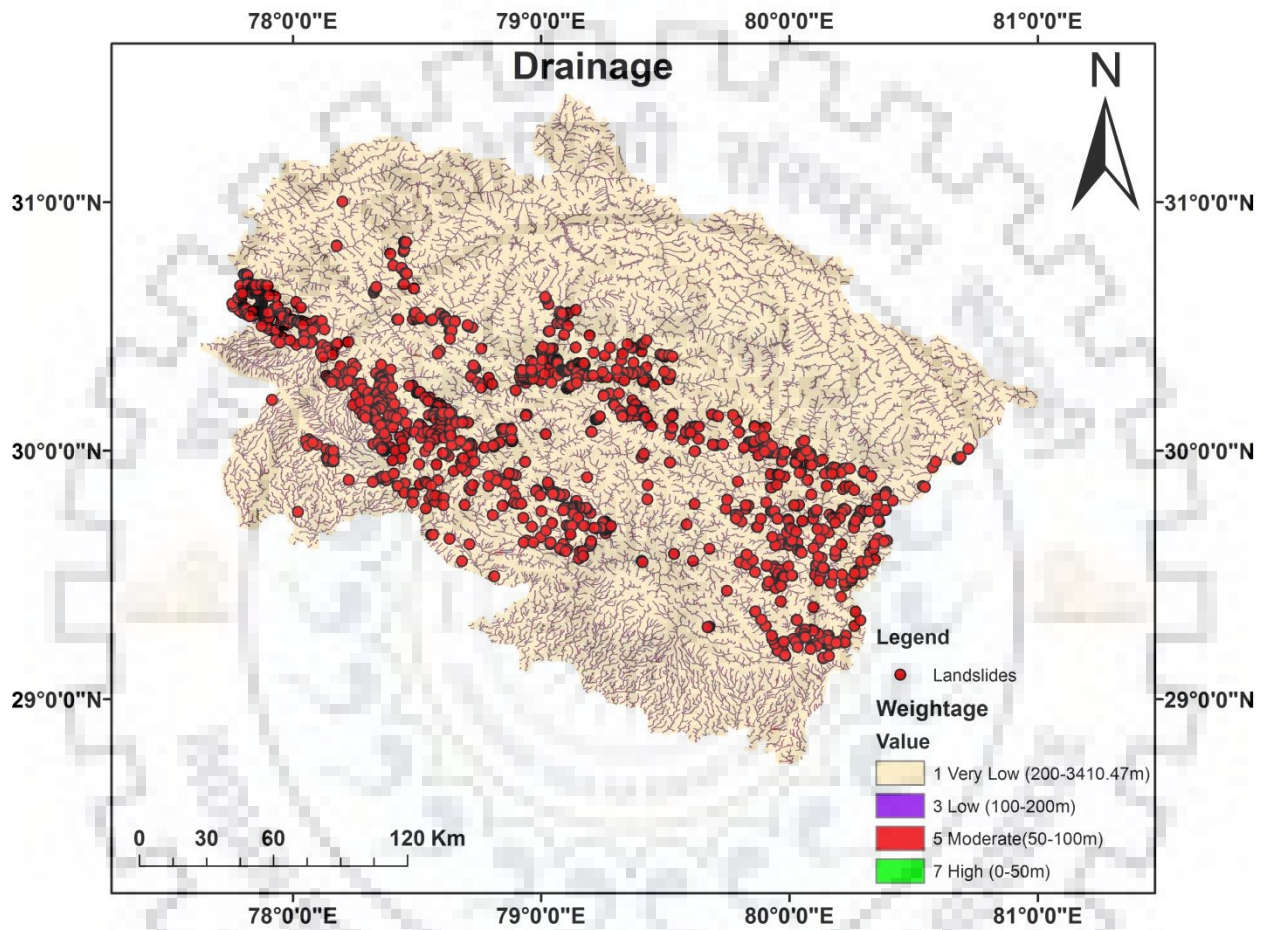 78°0'0"E 79°0'0"E 80°0'0"E 81°0'0"E
Drainage
N
31°0'0"N 31°0'0"N
30°0'0"N 30°0'0"N
29°0'0"N 29°0'0"N
Legend
Landslides
Weightage
Value
1 Very Low (200-3410.47m)
3 Low (100-200m)
5 Moderate(50-100m)
7 High (0-50m)
0 30 60 120 Km
78°0'0"E 79°0'0"E 80°0'0"E 81°0'0"E